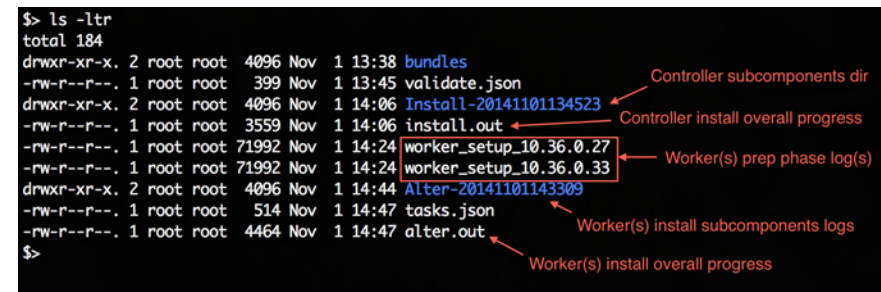 $> ls -ltr
total 184
drwxr-xr-x. 2 root root 4096 Nov 1 13:38 bundles
-rw-r--r--. 1 root root 399 Nov 1 13:45 validate.json
Controller subcomponents dir
drwxr-xr-x. 2 root root 4096 Nov 1 14:06 Install-20141101134523
-rw-r--r--. 1 root root 3559 Nov 1 14:06 install.out
Controller install overall progress
-rw-r--r--. 1 root root 71992 Nov 1 14:24 worker_setup_10.36.0.27
-rw-r--r--. 1 root root 71992 Nov 1 14:24 worker_setup_10.36.0.33
Worker(s) prep phase log(s)
drwxr-xr-x. 2 root root 4096 Nov 1 14:44 Alter-20141101143309
-rw-r--r--. 1 root root 514 Nov 1 14:47 tasks.json
Worker(s) install subcomponents logs
-rw-r--r--. 1 root root 4464 Nov 1 14:47 alter.out
$>
Worker(s) install overall progress